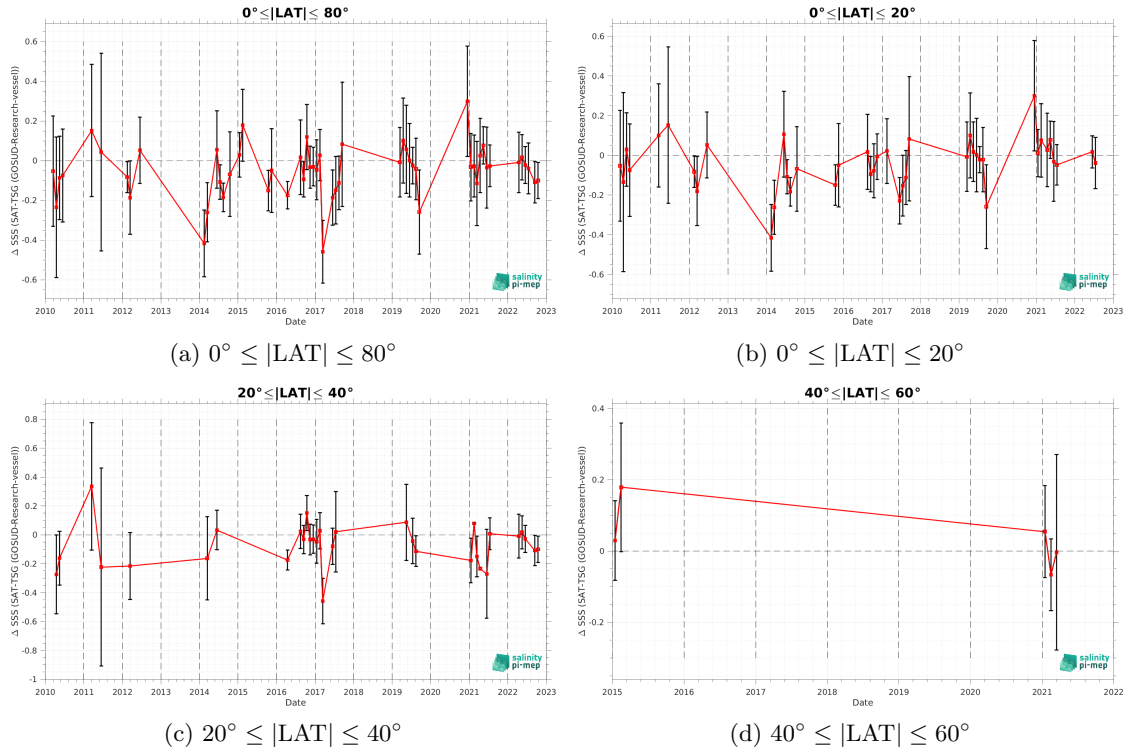 0°≤|LAT|≤ 80°
Δ SSS (SAT-TSG (GOSUD-Research-vessel))
0.6
0.4
0.2
0
-0.2
-0.4
-0.6
2010 2011 2012 2013 2014 2015 2016 2017 2018 2019 2020 2021 2022 2023
Date
salinity
pi-mep
(a) 0° ≤ |LAT| ≤ 80°
0°≤|LAT|≤ 20°
Δ SSS (SAT-TSG (GOSUD-Research-vessel))
0.6
0.4
0.2
0
-0.2
-0.4
-0.6
2010 2011 2012 2013 2014 2015 2016 2017 2018 2019 2020 2021 2022 2023
Date
salinity
pi-mep
(b) 0° ≤ |LAT| ≤ 20°
20°≤|LAT|≤ 40°
Δ SSS (SAT-TSG (GOSUD-Research-vessel))
0.8
0.6
0.4
0.2
0
-0.2
-0.4
-0.6
-0.8
-1
2010 2011 2012 2013 2014 2015 2016 2017 2018 2019 2020 2021 2022 2023
Date
salinity
pi-mep
(c) 20° ≤ |LAT| ≤ 40°
40°≤|LAT|≤ 60°
Δ SSS (SAT-TSG (GOSUD-Research-vessel))
0.4
0.2
0
-0.2
2015 2016 2017 2018 2019 2020 2021 2022
Date
salinity
pi-mep
(d) 40° ≤ |LAT| ≤ 60°